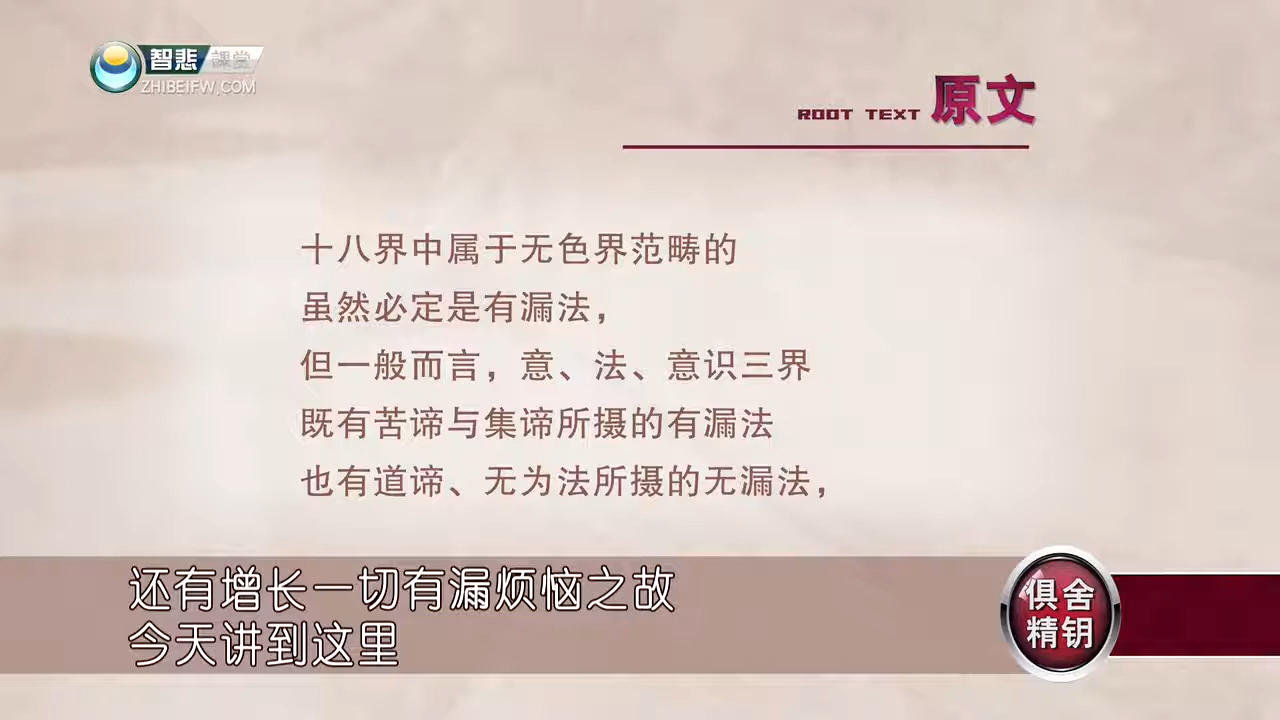 智悲課堂
ZHIBEIFW.COM
ROOT TEXT 原文
十八界中属于无色界范畴的
虽然必定是有漏法，
但一般而言，意、法、意识三界
既有苦谛与集谛所摄的有漏法
也有道谛、无为法所摄的无漏法，
还有增长一切有漏烦恼之故
今天讲到这里
俱舍
精钥